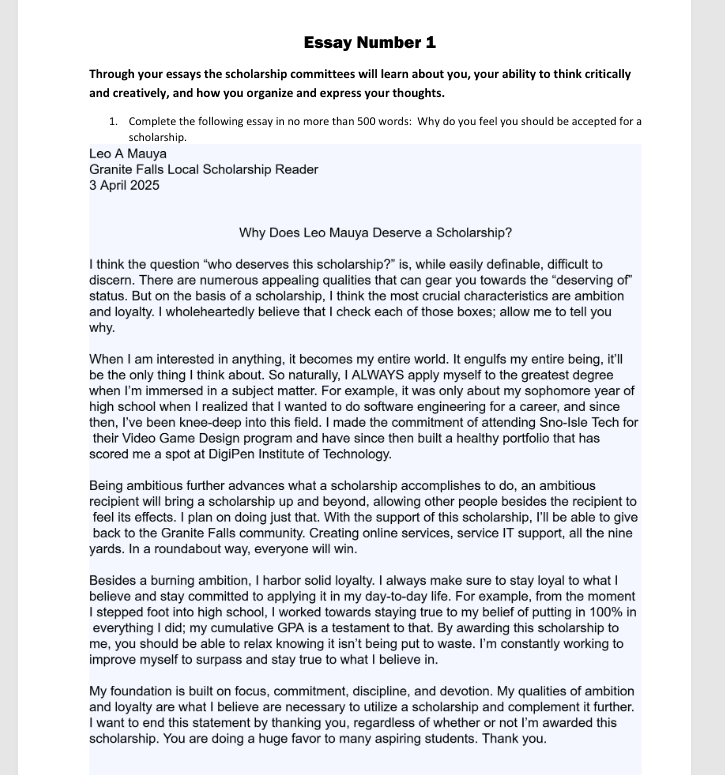 Essay Number 1
Through your essays the scholarship committees will learn about you, your ability to think critically
and creatively, and how you organize and express your thoughts.
1. Complete the following essay in no more than 500 words: Why do you feel you should be accepted for a
scholarship.
Leo A Mauya
Granite Falls Local Scholarship Reader
3 April 2025
Why Does Leo Mauya Deserve a Scholarship?
I think the question “who deserves this scholarship?” is, while easily definable, difficult to
discern. There are numerous appealing qualities that can gear you towards the “deserving of”
status. But on the basis of a scholarship, I think the most crucial characteristics are ambition
and loyalty. I wholeheartedly believe that I check each of those boxes; allow me to tell you
why.
When I am interested in anything, it becomes my entire world. It engulfs my entire being, it’ll
be the only thing I think about. So naturally, I ALWAYS apply myself to the greatest degree
when I’m immersed in a subject matter. For example, it was only about my sophomore year of
high school when I realized that I wanted to do software engineering for a career, and since
then, I’ve been knee-deep into this field. I made the commitment of attending Sno-Isle Tech for
their Video Game Design program and have since then built a healthy portfolio that has
scored me a spot at DigiPen Institute of Technology.
Being ambitious further advances what a scholarship accomplishes to do, an ambitious
recipient will bring a scholarship up and beyond, allowing other people besides the recipient to
feel its effects. I plan on doing just that. With the support of this scholarship, I’ll be able to give
back to the Granite Falls community. Creating online services, service IT support, all the nine
yards. In a roundabout way, everyone will win.
Besides a burning ambition, I harbor solid loyalty. I always make sure to stay loyal to what I
believe and stay committed to applying it in my day-to-day life. For example, from the moment
I stepped foot into high school, I worked towards staying true to my belief of putting in 100% in
everything I did; my cumulative GPA is a testament to that. By awarding this scholarship to
me, you should be able to relax knowing it isn’t being put to waste. I’m constantly working to
improve myself to surpass and stay true to what I believe in.
My foundation is built on focus, commitment, discipline, and devotion. My qualities of ambition
and loyalty are what I believe are necessary to utilize a scholarship and complement it further.
I want to end this statement by thanking you, regardless of whether or not I’m awarded this
scholarship. You are doing a huge favor to many aspiring students. Thank you.